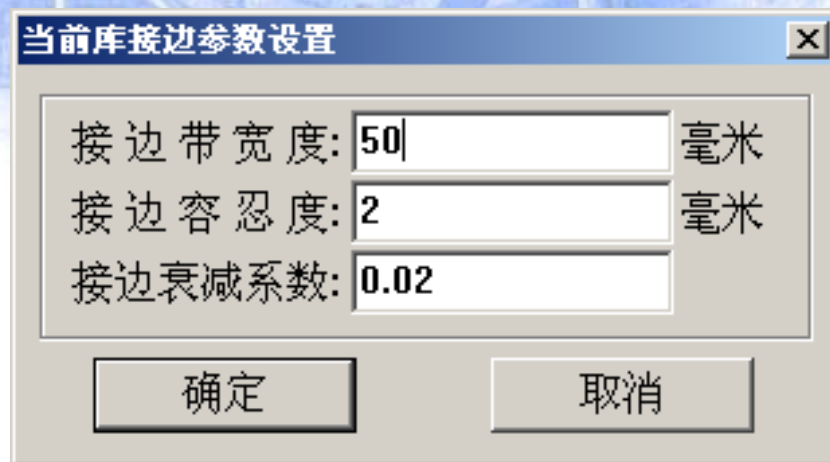 当前库接边参数设置
接边带宽度: 50 毫米
接边容忍度: 2 毫米
接边衰减系数: 0.02
确定 取消